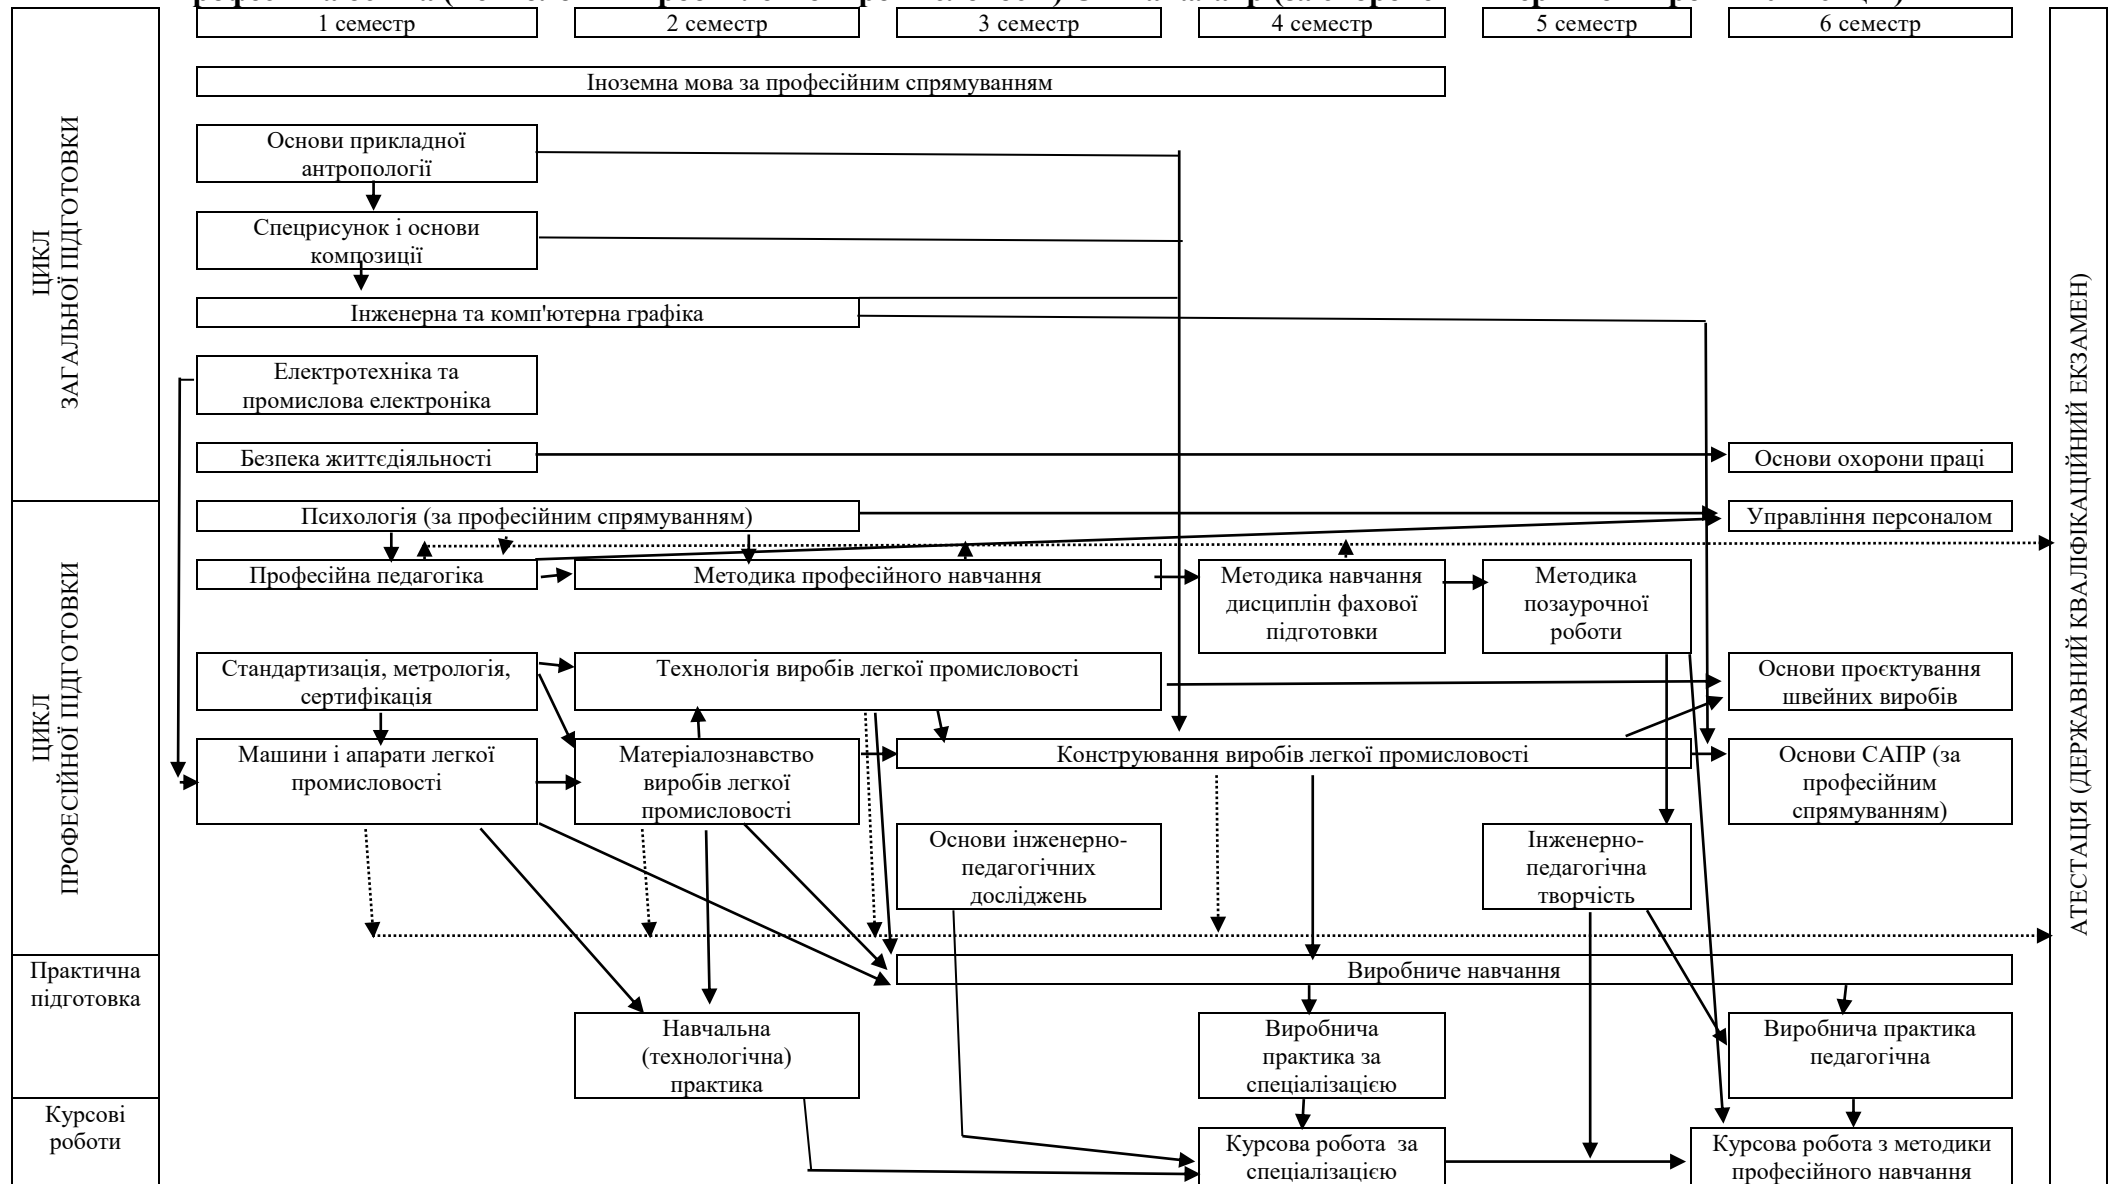 1 семестр
2 семестр
3 семестр
4 семестр
5 семестр
6 семестр
Іноземна мова за професійним спрямуванням
ЦИКЛ
ЗАГАЛЬНОЇ ПІДГОТОВКИ
Основи прикладної
антропології
Спецрисунок і основи
композиції
Інженерна та комп'ютерна графіка
Електротехніка та
промислова електроніка
Безпека життєдіяльності
Основи охорони праці
ЦИКЛ
ПРОФЕСІЙНОЇ ПІДГОТОВКИ
Психологія (за професійним спрямуванням)
Управління персоналом
Професійна педагогіка
Методика професійного навчання
Методика навчання
дисциплін фахової
підготовки
Методика
позаурочної
роботи
Стандартизація, метрологія,
сертифікація
Технологія виробів легкої промисловості
Основи проєктування
швейних виробів
Машини і апарати легкої
промисловості
Матеріалознавство
виробів легкої
промисловості
Конструювання виробів легкої промисловості
Основи САПР (за
професійним
спрямуванням)
Основи інженерно-
педагогічних
досліджень
Інженерно-
педагогічна
творчість
Практична
підготовка
Виробниче навчання
Навчальна
(технологічна)
практика
Виробнича
практика за
спеціалізацією
Виробнича практика
педагогічна
Курсові
роботи
Курсова робота за
спеціалізацією
Курсова робота з методики
професійного навчання
АТЕСТАЦІЯ (ДЕРЖАВНИЙ КВАЛІФІКАЦІЙНИЙ ЕКЗАМЕН)